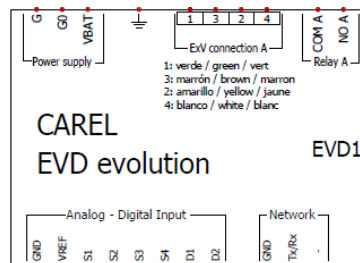 G G0 VBAT 1 3 2 4 COM A NO A
Power supply ExV connection A Relay A
1: verde / green / vert
3: marrón / brown / marron
2: amarillo / yellow / jaune
4: blanco / white / blanc
CAREL
EVD evolution
EVD1
Analog - Digital Input Network
GND VREF S1 S2 S3 S4 D1 D2 GND Tx/Rx -